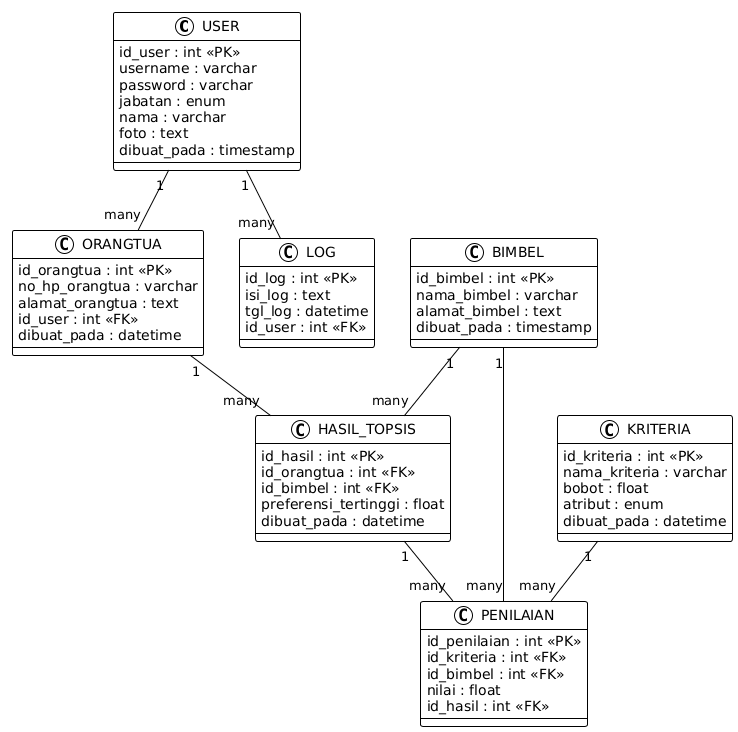 C USER
id_user : int «PK»
username : varchar
password : varchar
jabatan : enum
nama : varchar
foto : text
dibuat_pada : timestamp
1
1
many
many
C ORANGTUA
id_orangtua : int «PK»
no_hp_orangtua : varchar
alamat_orangtua : text
id_user : int «FK»
dibuat_pada : datetime
C LOG
id_log : int «PK»
isi_log : text
tgl_log : datetime
id_user : int «FK»
C BIMBEL
id_bimbel : int «PK»
nama_bimbel : varchar
alamat_bimbel : text
dibuat_pada : timestamp
1
1
1
many
many
C HASIL_TOPSIS
id_hasil : int «PK»
id_orangtua : int «FK»
id_bimbel : int «FK»
preferensi_tertinggi : float
dibuat_pada : datetime
C KRITERIA
id_kriteria : int «PK»
nama_kriteria : varchar
bobot : float
atribut : enum
dibuat_pada : datetime
1
1
many
many
many
C PENILAIAN
id_penilaian : int «PK»
id_kriteria : int «FK»
id_bimbel : int «FK»
nilai : float
id_hasil : int «FK»